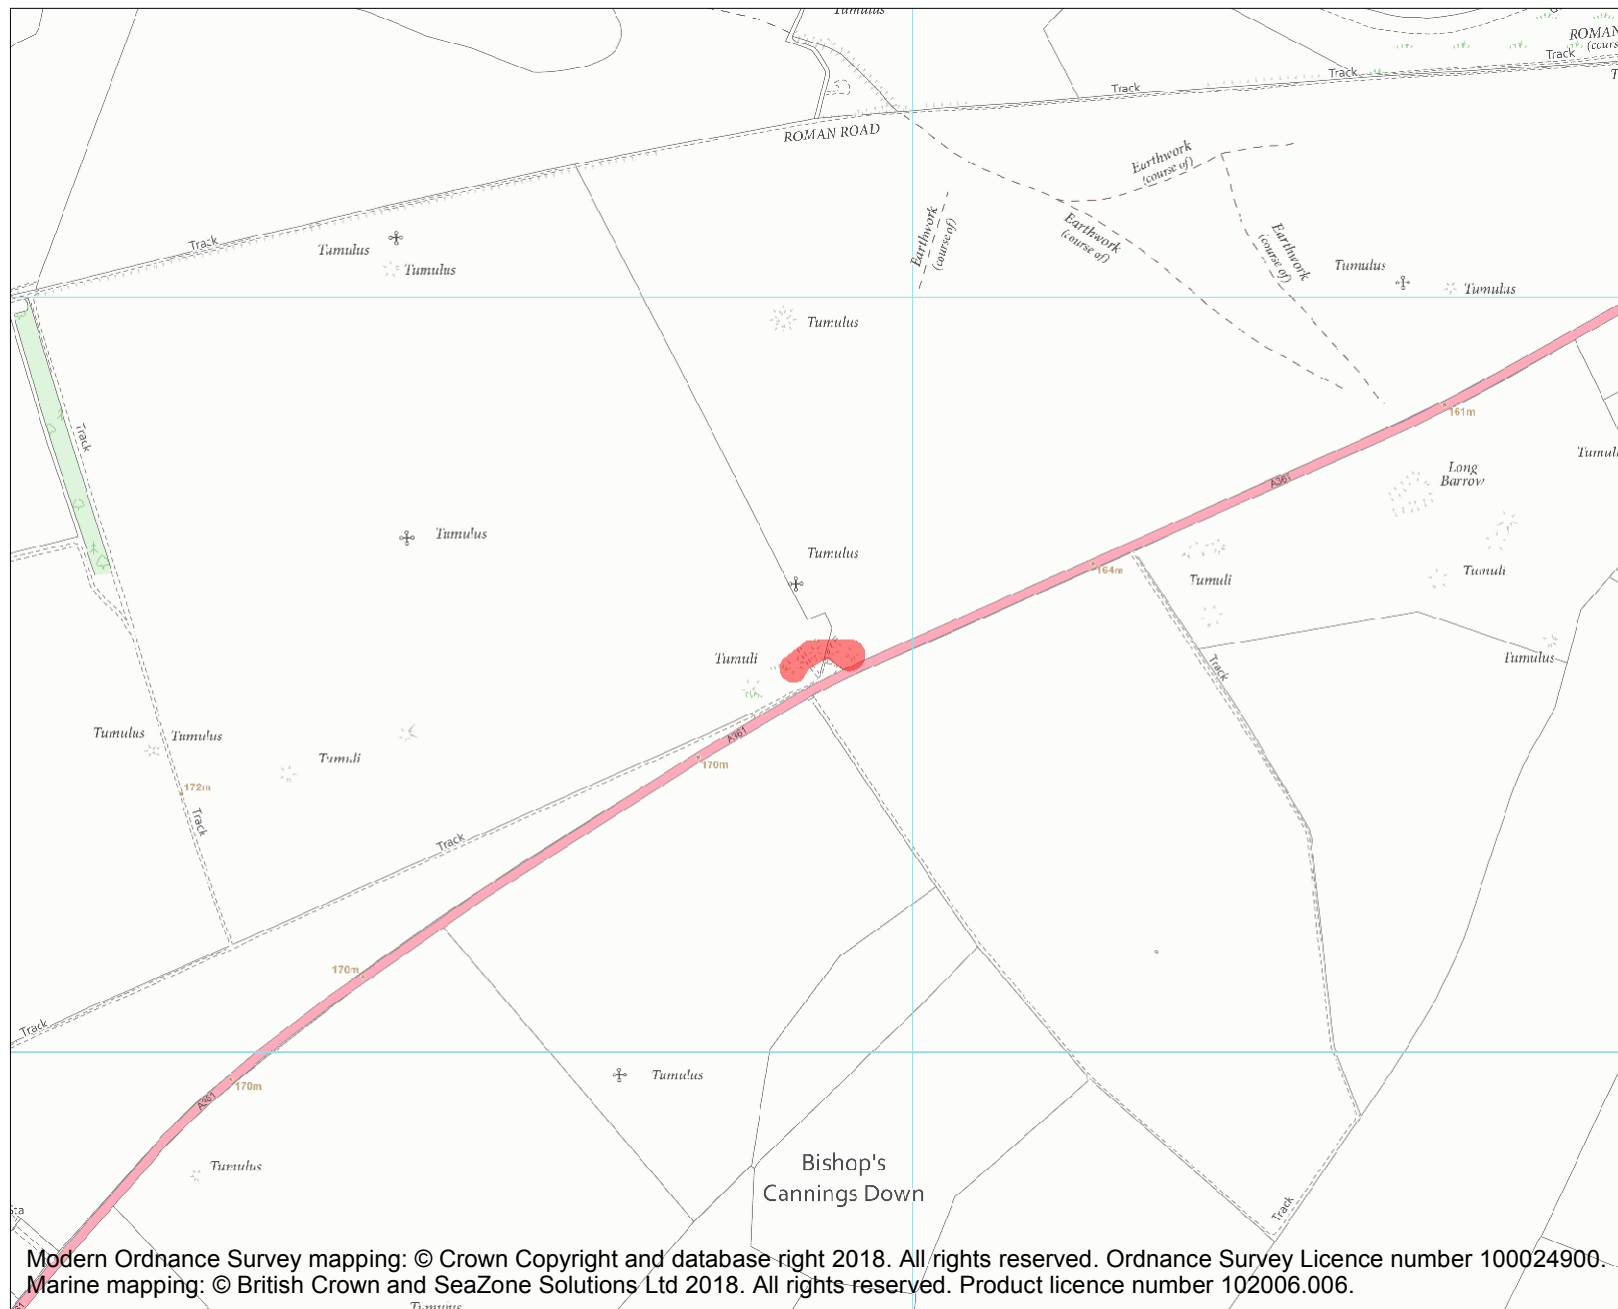 Tumulus
ROMAN
Track
Track
Track
ROMAN ROAD
Earthwork
(course of)
Track
Tumulus
Tumulus
Earthwork
(course of)
Earthwork
(course of)
Earthwork
(course of)
Tumulus
Tumulus
Tumulus
161m
Track
Long
Barrow
A361
Tumulus
Tumulus
164m
Tumuli
Tumuli
Tumuli
Track
Tumulus
Tumulus
Tumulus
Tumuli
A361
170m
172m
Track
Track
170m
Track
Tumulus
170m
A361
Bishop's
Cannings Down
Tumulus
Track
Modern Ordnance Survey mapping: © Crown Copyright and database right 2018. All rights reserved. Ordnance Survey Licence number 100024900.
Marine mapping: © British Crown and SeaZone Solutions Ltd 2018. All rights reserved. Product licence number 102006.006.
Tumulus